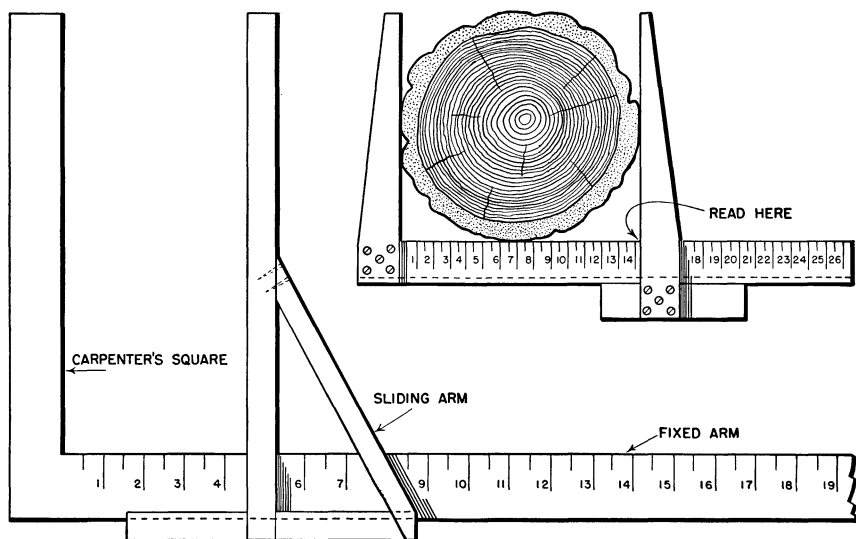 READ HERE
1 2 3 4 5 6 7 8 9 10 11 12 13 14 18 19 20 21 22 23 24 25 26
CARPENTER'S SQUARE
SLIDING ARM
FIXED ARM
1 2 3 4 6 7 9 10 11 12 13 14 15 16 17 18 19